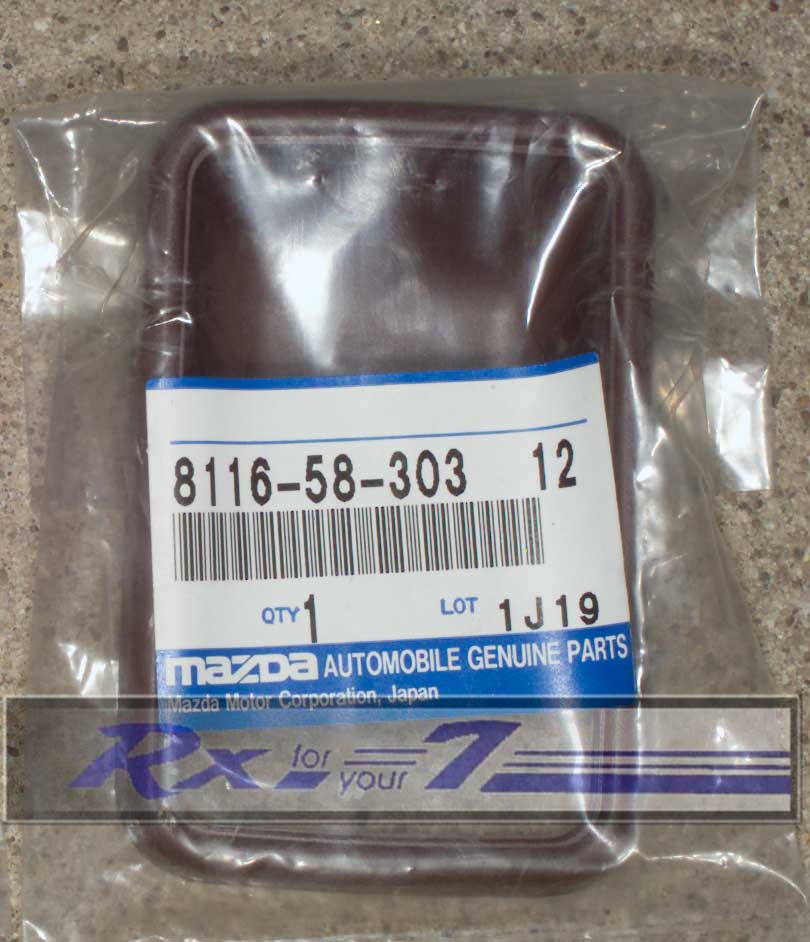 8116-58-303 12
QTY 1 LOT 1J19
mazda AUTOMOBILE GENUINE PARTS
Mazda Motor Corporation, Japan
Rx for your 7